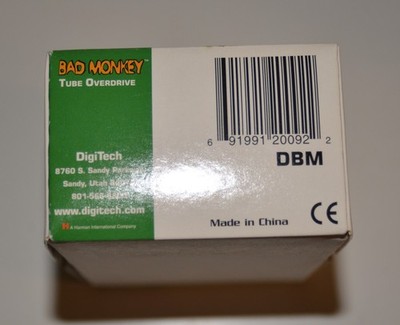 BAD MONKEY™
TUBE OVERDRIVE
6 91991 20092 2
DBM
DigiTech
8760 S. Sandy
Sandy, Utah
www.digitech.com
A Harman International Company
Made in China
CE